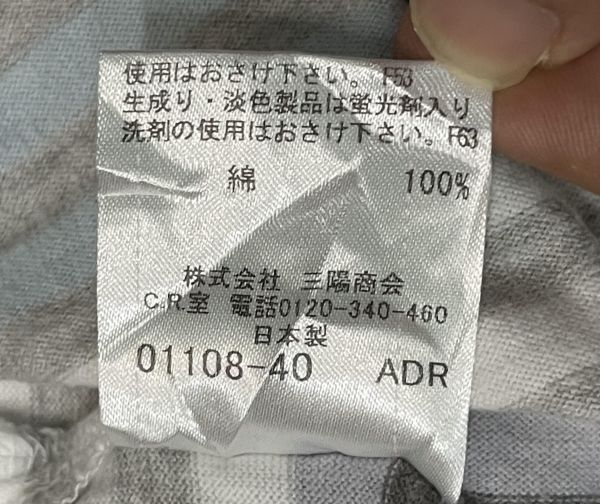 使用はおさけ下さい。F53
生成り・淡色製品は蛍光剤入り
洗剤の使用はおさけ下さい。F63
綿 100%
株式会社 三陽商会
C.R.室 電話0120-340-460
日本製
01108-40 ADR